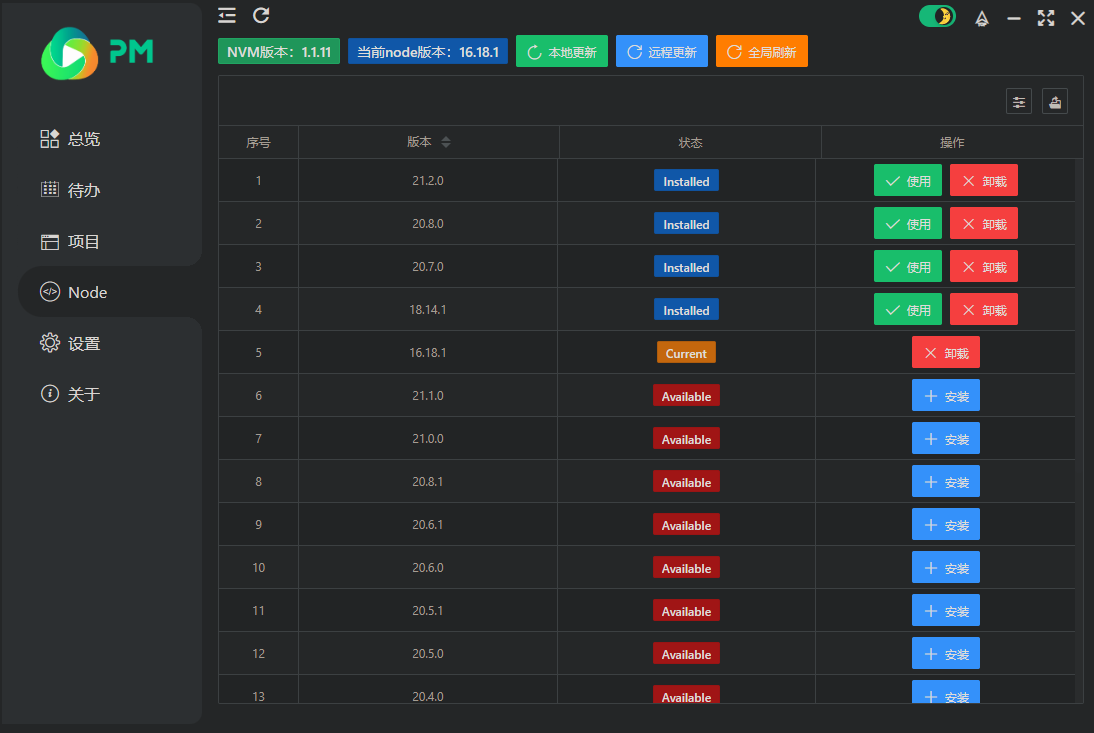 PM
总览
待办
项目
Node
设置
关于
NVM版本：1.1.11 当前node版本：16.18.1 本地更新 远程更新 全局刷新
序号 版本 状态 操作
1 21.2.0 Installed 使用 卸载
2 20.8.0 Installed 使用 卸载
3 20.7.0 Installed 使用 卸载
4 18.14.1 Installed 使用 卸载
5 16.18.1 Current 卸载
6 21.1.0 Available 安装
7 21.0.0 Available 安装
8 20.8.1 Available 安装
9 20.6.1 Available 安装
10 20.6.0 Available 安装
11 20.5.1 Available 安装
12 20.5.0 Available 安装
13 20.4.0 Available 安装